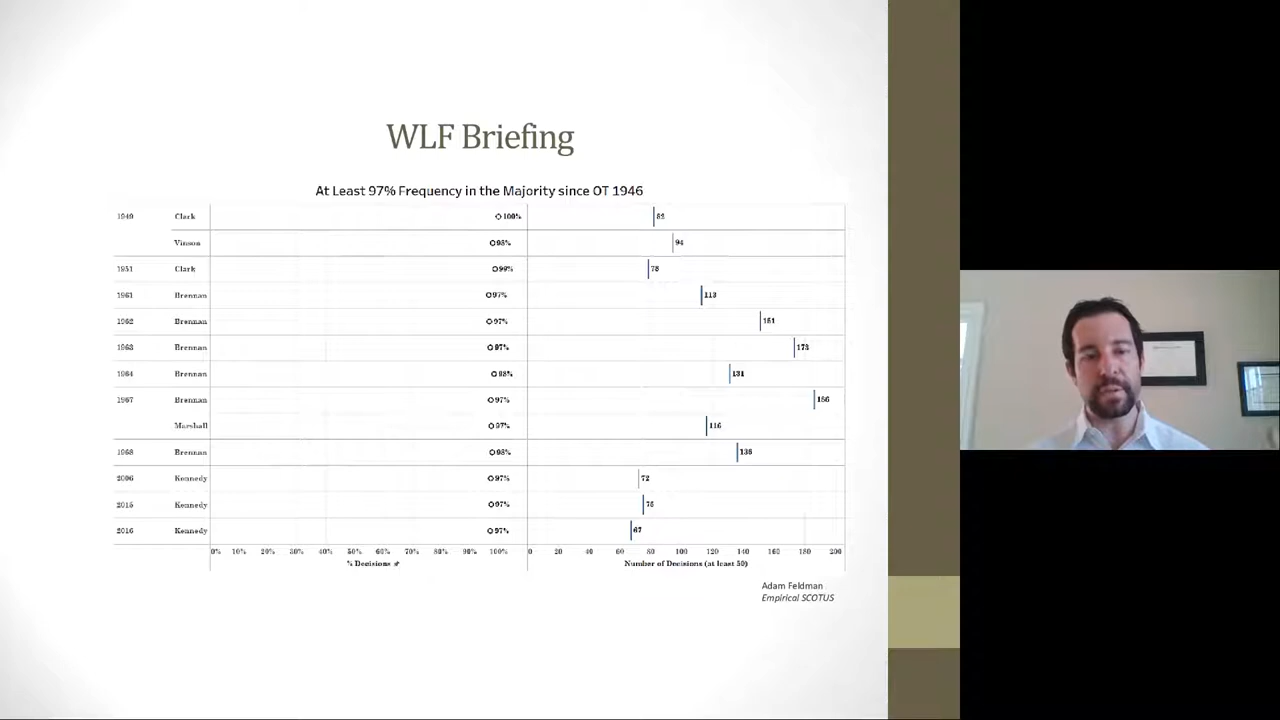 WLF Briefing
At Least 97% Frequency in the Majority since OT 1946
1949 Clark 100% 82
Vinson 98% 94
1951 Clark 99% 78
1961 Brennan 97% 113
1962 Brennan 97% 151
1963 Brennan 97% 173
1964 Brennan 98% 131
1967 Brennan 97% 186
Marshall 97% 116
1968 Brennan 98% 136
2006 Kennedy 97% 72
2015 Kennedy 97% 75
2016 Kennedy 97% 67
0% 10% 20% 30% 40% 50% 60% 70% 80% 90% 100% 0 20 40 60 80 100 120 140 160 180 200
% Decisions Number of Decisions (at least 50)
Adam Feldman
Empirical SCOTUS